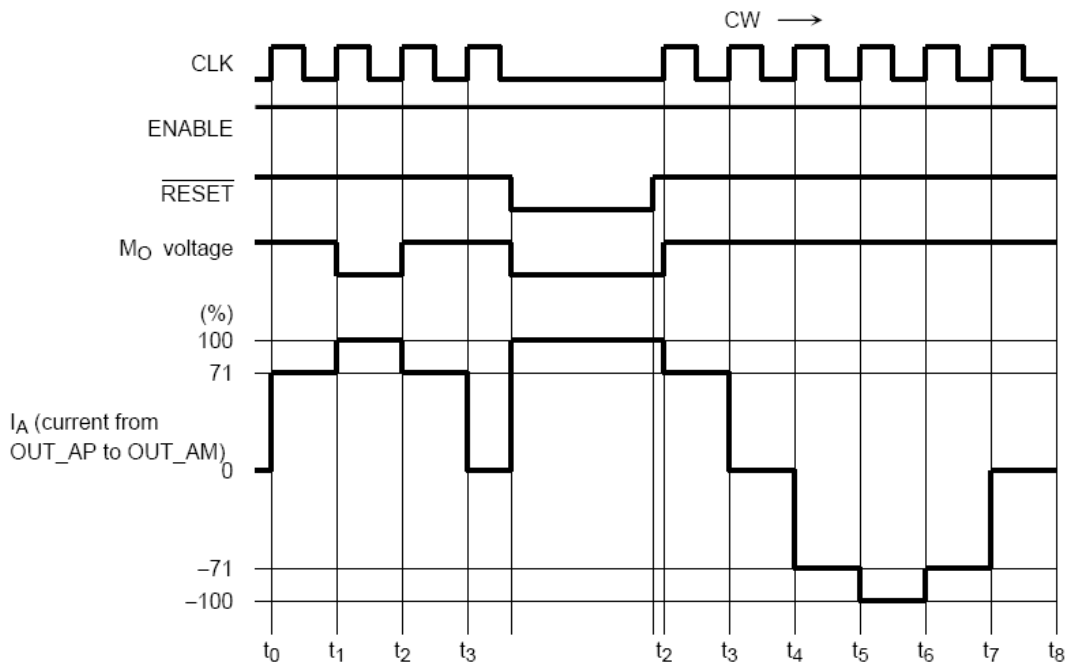 CW →
CLK
ENABLE
RESET
MO voltage
(%)
100
71
IA (current from
OUT_AP to OUT_AM)
0
–71
–100
t0 t1 t2 t3 t2 t3 t4 t5 t6 t7 t8